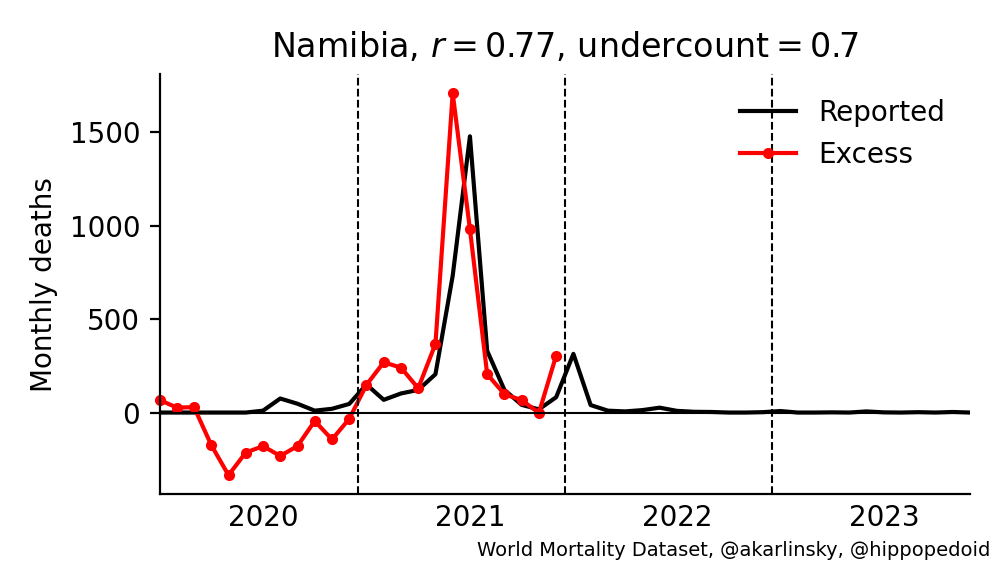 Namibia, r = 0.77, undercount = 0.7
Reported
Excess
Monthly deaths
1500
1000
500
0
2020 2021 2022 2023
World Mortality Dataset, @akarlinsky, @hippopedoid